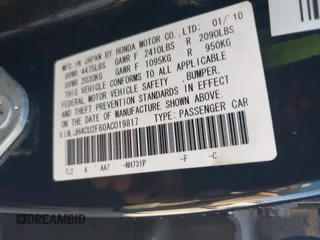 MFD. IN JAPAN BY HONDA MOTOR CO.,LTD. 01/'10
GVWR 4475LBS GAWR F 2410LBS R 2090LBS
GVWR 2030KG GAWR F 1095KG R 950KG
THIS VEHICLE CONFORMS TO ALL APPLICABLE
FEDERAL MOTOR VEHICLE SAFETY, BUMPER,
AND THEFT PREVENTION STANDARDS IN EFFECT
ON THE DATE OF MANUFACTURE SHOWN ABOVE.
V.I.N.:JH4CU2F60AC019817 TYPE: PASSENGER CAR
TL2 A AA7 -NH731P -F -C
DREAMBID